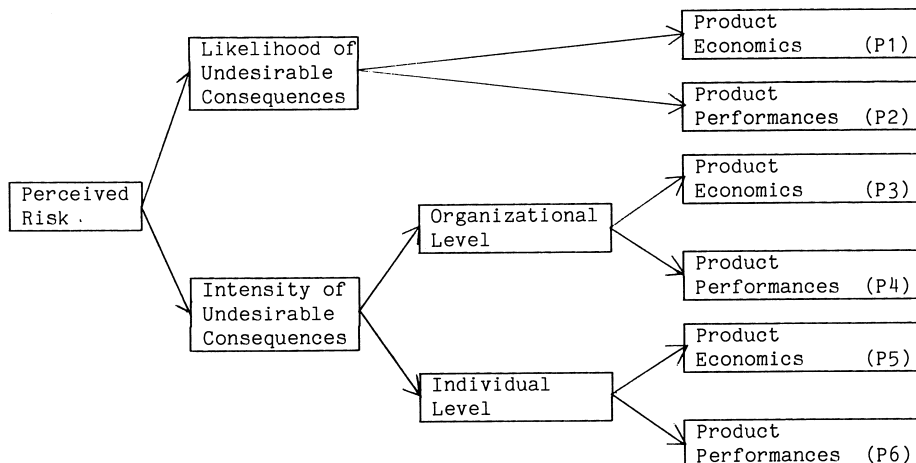 Perceived
Risk
Likelihood of
Undesirable
Consequences
Intensity of
Undesirable
Consequences
Organizational
Level
Individual
Level
Product
Economics (P1)
Product
Performances (P2)
Product
Economics (P3)
Product
Performances (P4)
Product
Economics (P5)
Product
Performances (P6)